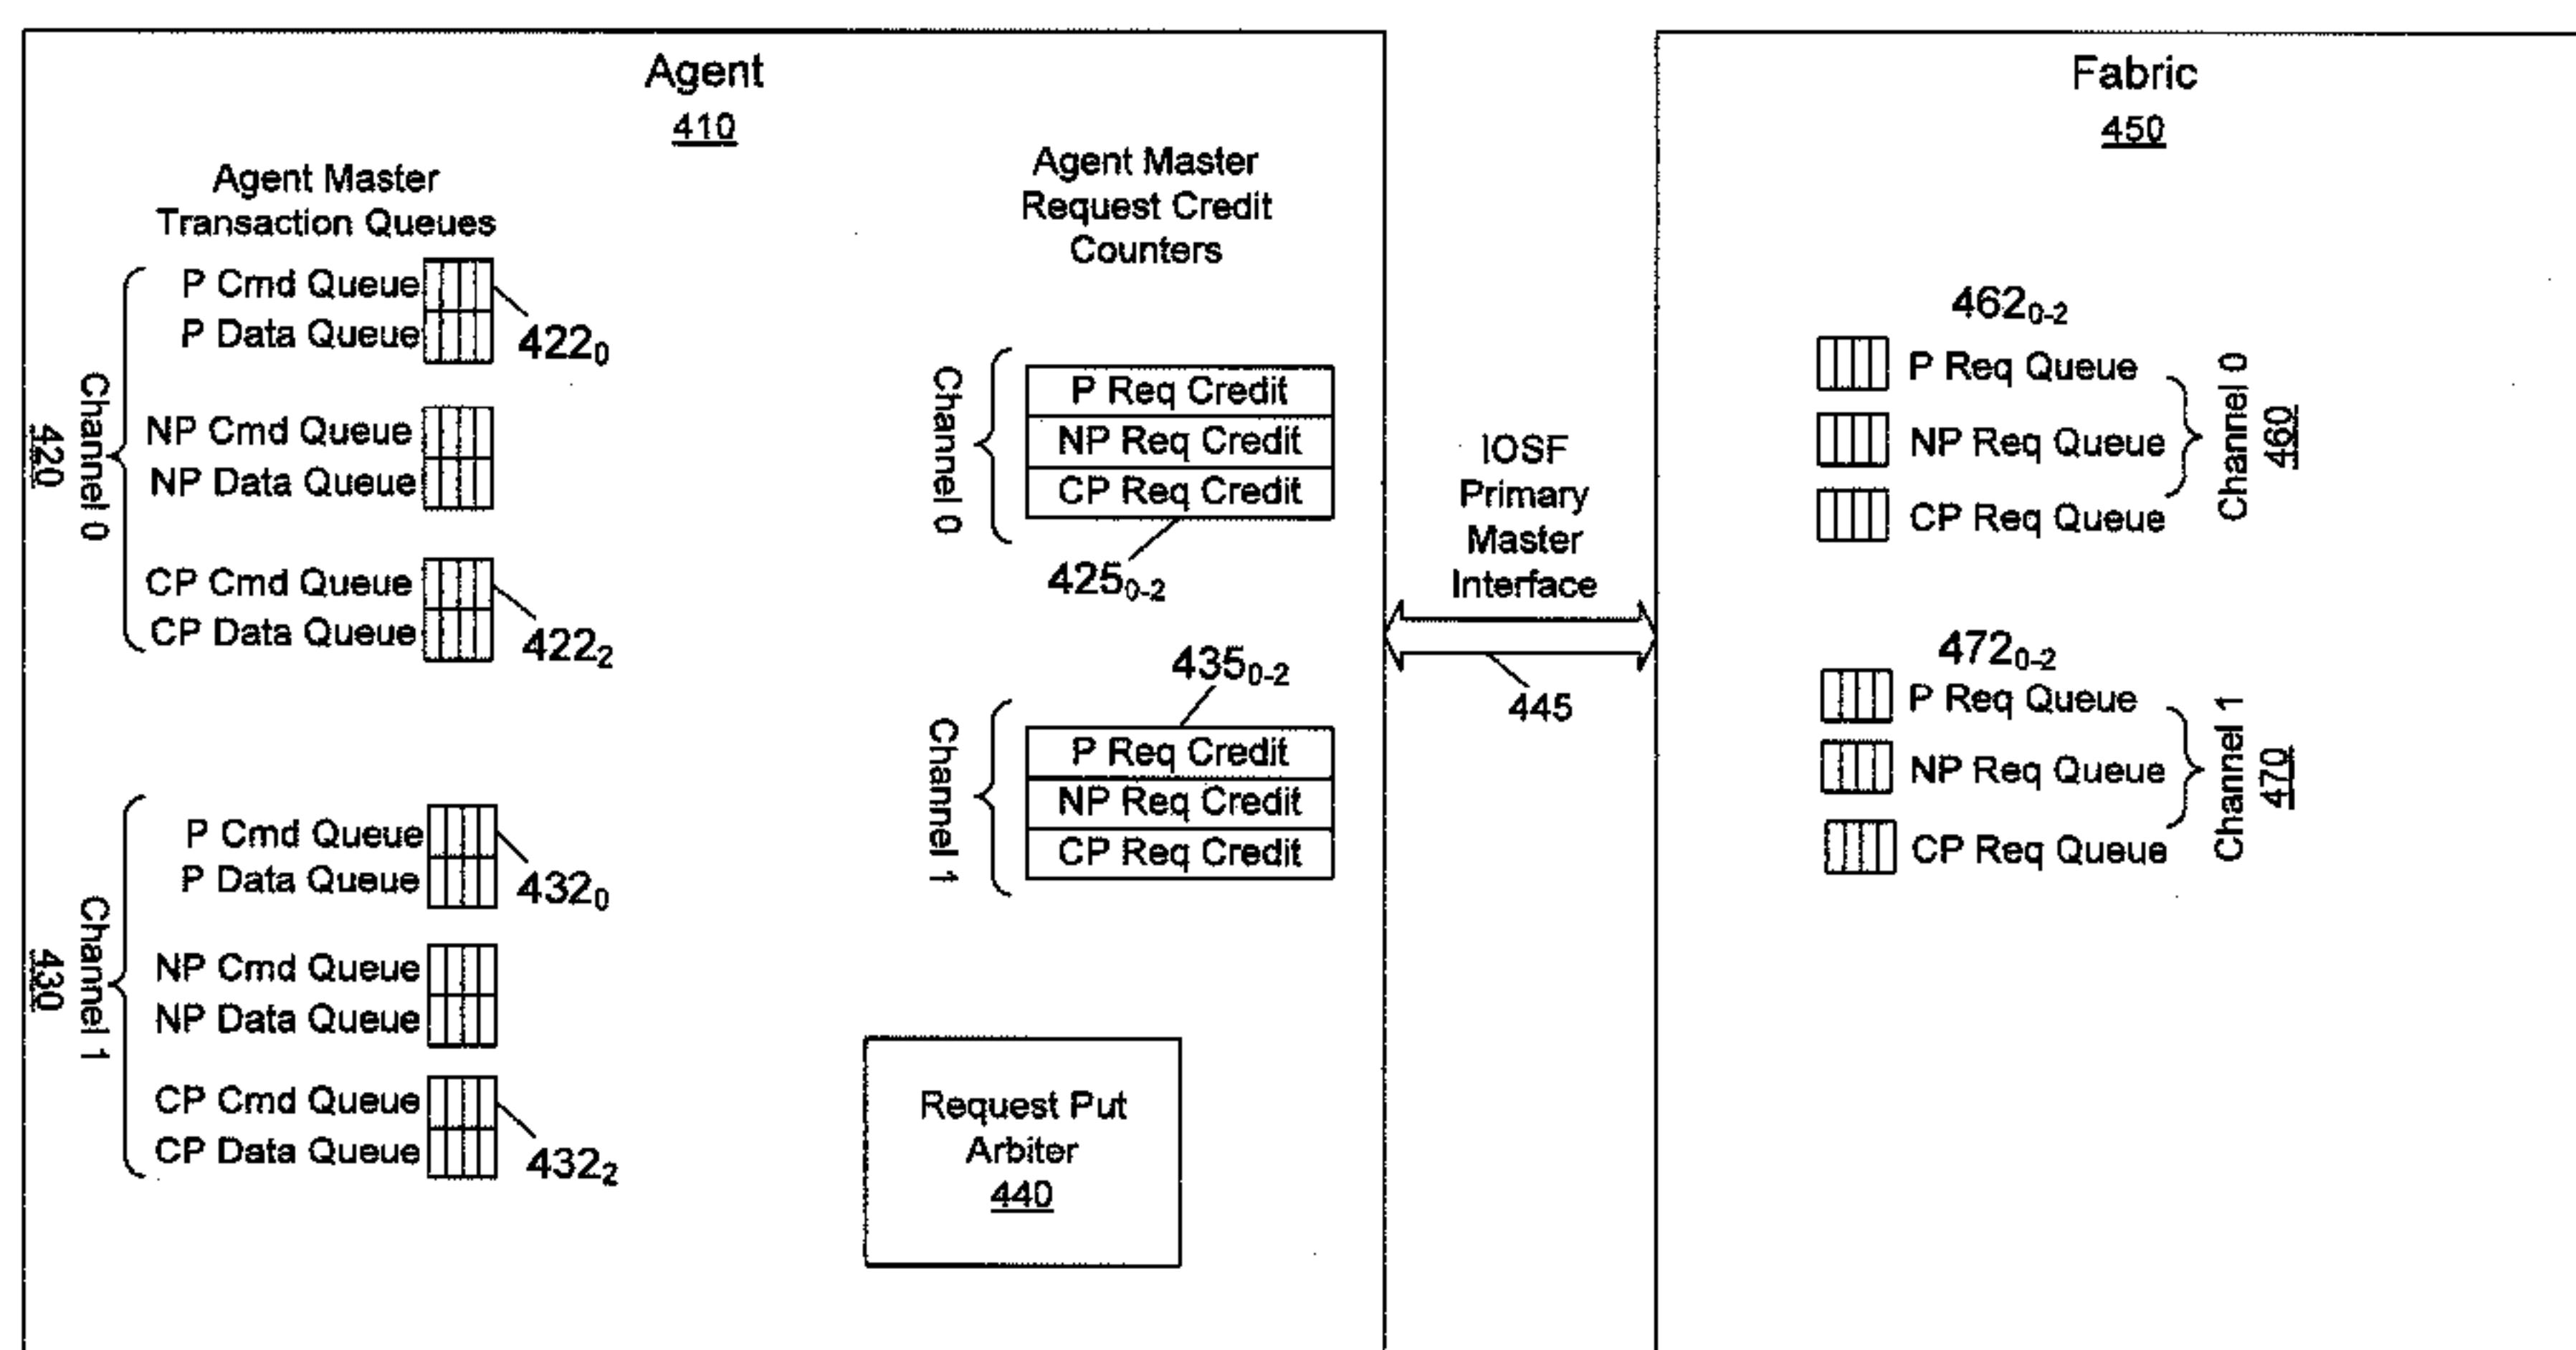 Agent
410
Agent Master
Transaction Queues
P Cmd Queue
P Data Queue
422₀
NP Cmd Queue
NP Data Queue
CP Cmd Queue
CP Data Queue
422₂
Channel 0
420
P Cmd Queue
P Data Queue
432₀
NP Cmd Queue
NP Data Queue
CP Cmd Queue
CP Data Queue
432₂
Channel 1
430
Agent Master
Request Credit
Counters
Channel 0
P Req Credit
NP Req Credit
CP Req Credit
425₀₋₂
435₀₋₂
Channel 1
P Req Credit
NP Req Credit
CP Req Credit
Request Put
Arbiter
440
IOSF
Primary
Master
Interface
445
Fabric
450
462₀₋₂
P Req Queue
NP Req Queue
CP Req Queue
Channel 0
460
472₀₋₂
P Req Queue
NP Req Queue
CP Req Queue
Channel 1
470